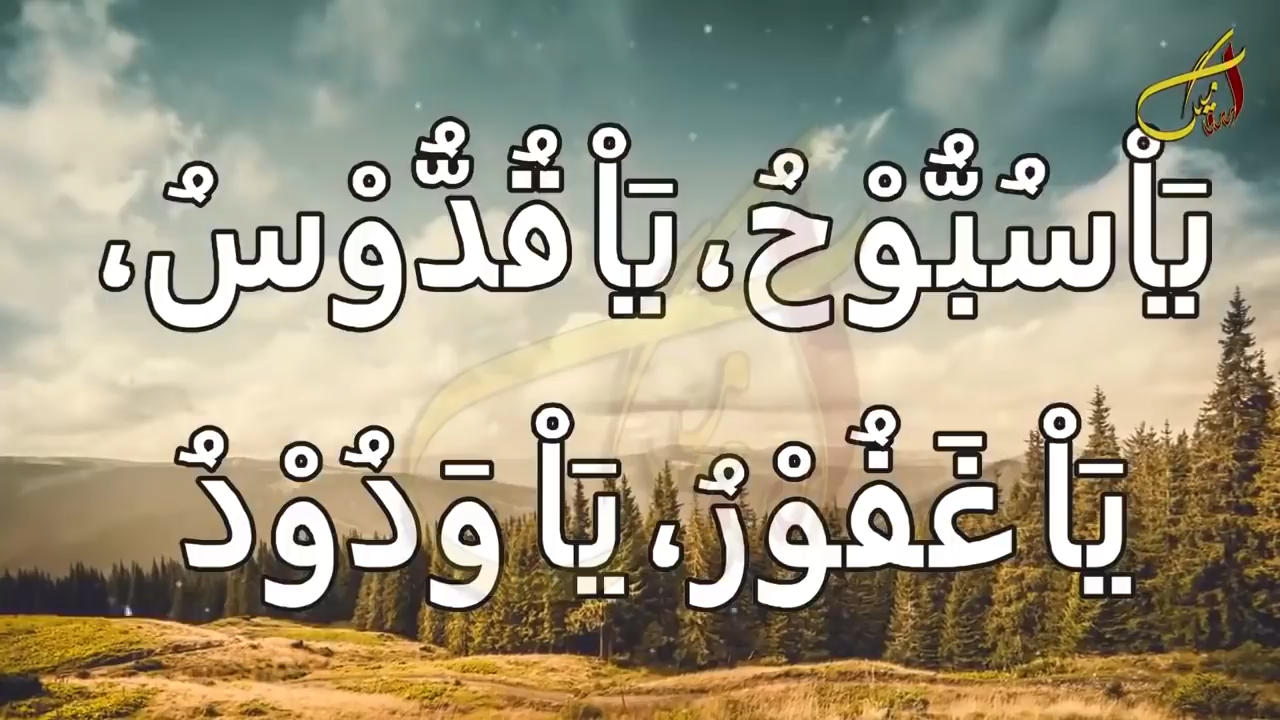 يَاْسُبُّوْحُ، يَاْ قُدُّوْسُ،
يَاْ غَفُوْرُ، يَاْ وَدُوْدُ